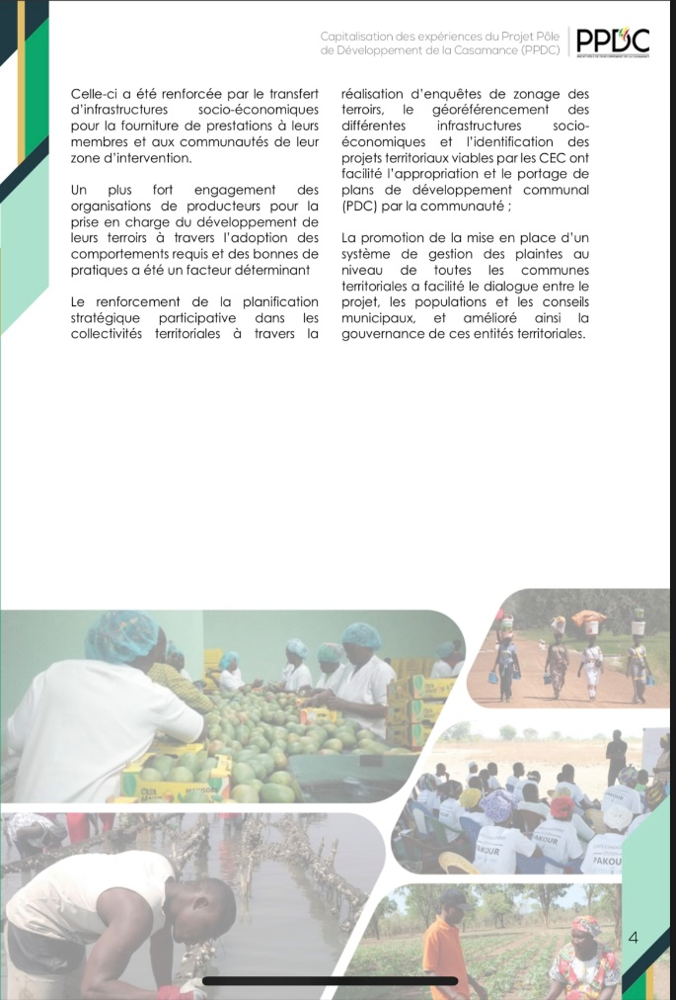 Capitalisation des expériences du Projet Pôle
de Développement de la Casamance (PPDC)
PPDC
Celle-ci a été renforcée par le transfert
d'infrastructures socio-économiques
pour la fourniture de prestations à leurs
membres et aux communautés de leur
zone d'intervention.
Un plus fort engagement des
organisations de producteurs pour la
prise en charge du développement de
leurs terroirs à travers l'adoption des
comportements requis et des bonnes de
pratiques a été un facteur déterminant
Le renforcement de la planification
stratégique participative dans les
collectivités territoriales à travers la
réalisation d'enquêtes de zonage des
terroirs, le géoréférencement des
différentes infrastructures socio-
économiques et l'identification des
projets territoriaux viables par les CEC ont
facilité l'appropriation et le portage de
plans de développement communal
(PDC) par la communauté ;
La promotion de la mise en place d'un
système de gestion des plaintes au
niveau de toutes les communes
territoriales a facilité le dialogue entre le
projet, les populations et les conseils
municipaux, et amélioré ainsi la
gouvernance de ces entités territoriales.
PAKOUR
PAKOUR
PAKOUR
4